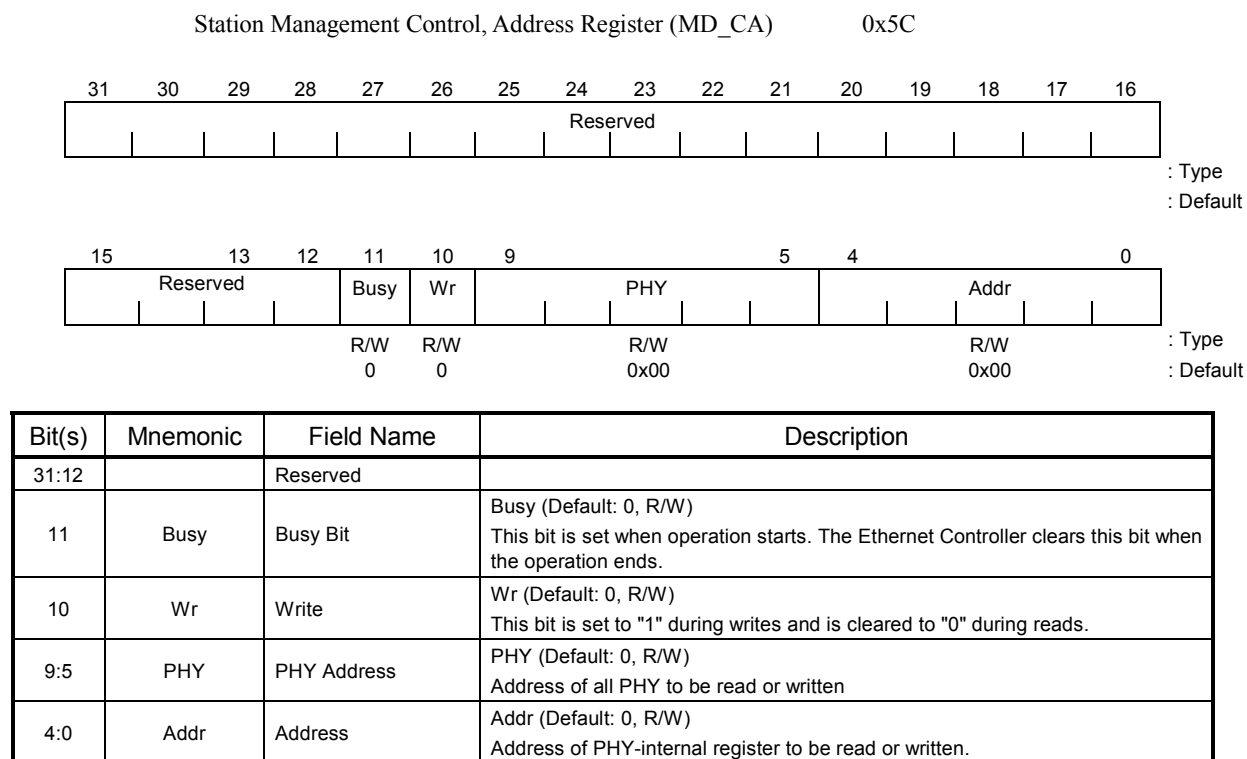 Station Management Control, Address Register (MD_CA) 0x5C
31 30 29 28 27 26 25 24 23 22 21 20 19 18 17 16
Reserved
: Type
: Default
15 13 12 11 10 9 5 4 0
Reserved Busy Wr PHY Addr
R/W R/W R/W R/W : Type
0 0 0x00 0x00 : Default
Bit(s) Mnemonic Field Name Description
31:12 Reserved
11 Busy Busy Bit Busy (Default: 0, R/W)
This bit is set when operation starts. The Ethernet Controller clears this bit when
the operation ends.
10 Wr Write Wr (Default: 0, R/W)
This bit is set to "1" during writes and is cleared to "0" during reads.
9:5 PHY PHY Address PHY (Default: 0, R/W)
Address of all PHY to be read or written
4:0 Addr Address Addr (Default: 0, R/W)
Address of PHY-internal register to be read or written.